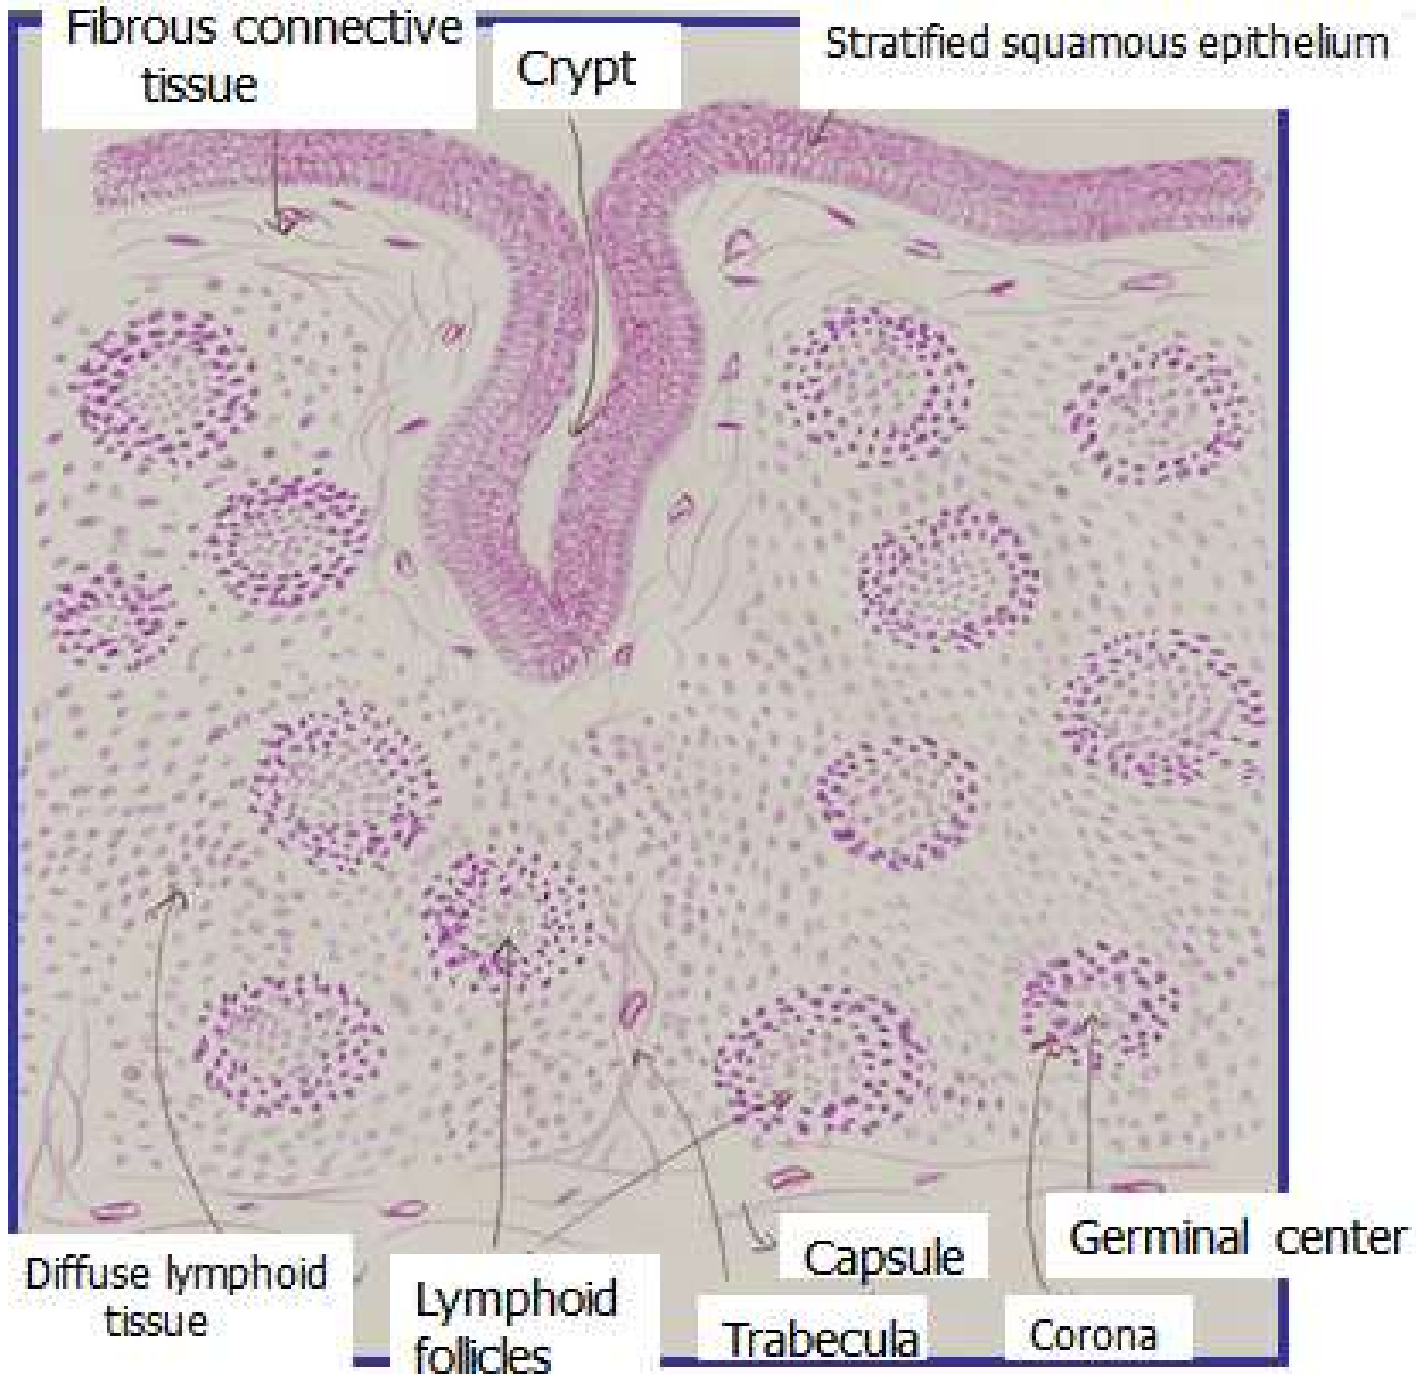 Fibrous connective
tissue
Crypt
Stratified squamous epithelium
Diffuse lymphoid
tissue
Lymphoid
follicles
Capsule
Trabecula
Germinal center
Corona